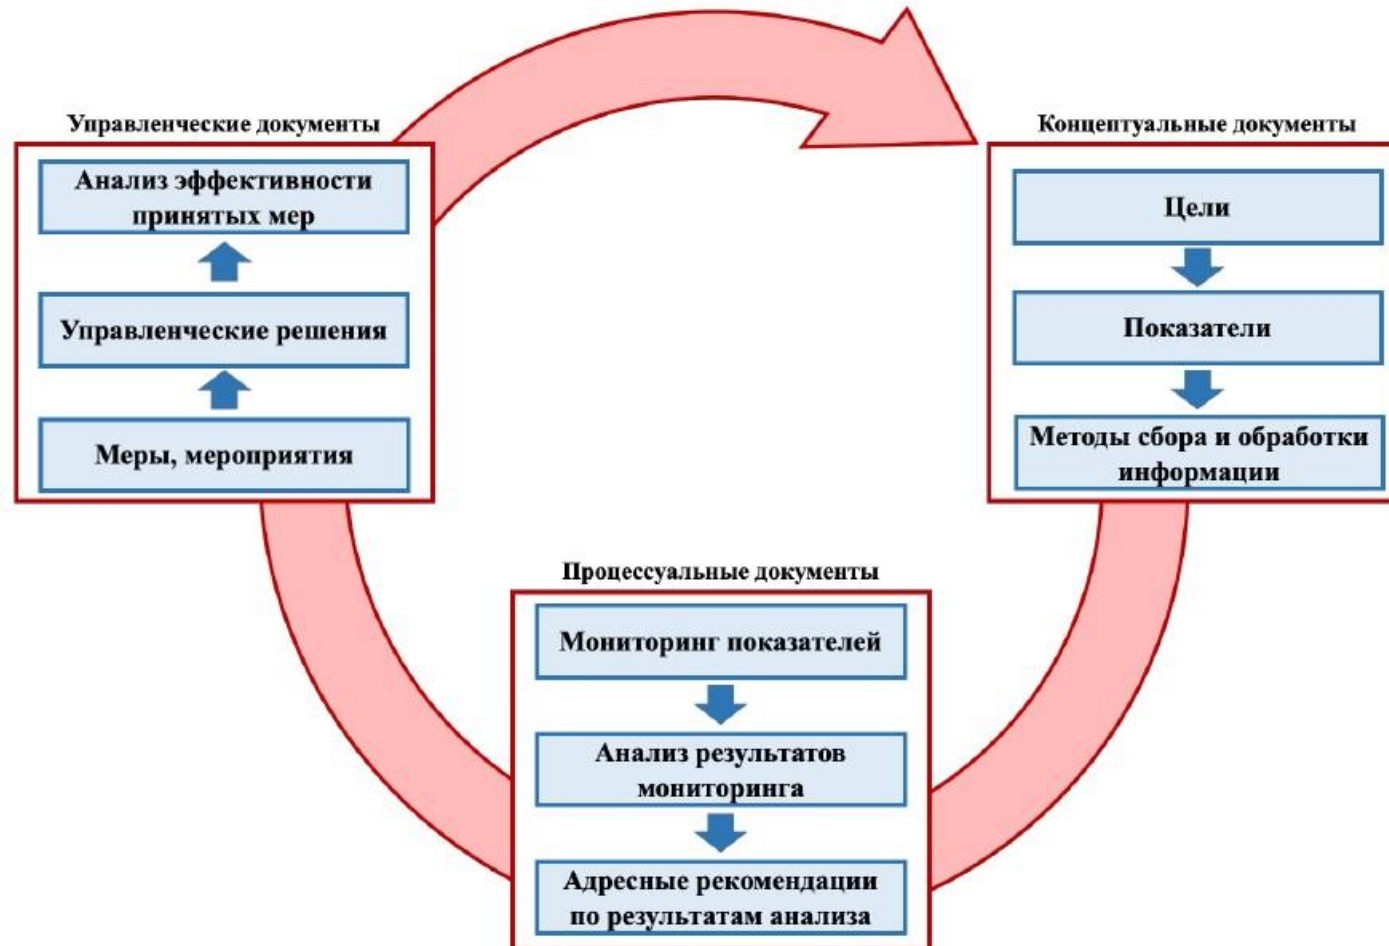 Управленческие документы
Анализ эффективности
принятых мер
Управленческие решения
Меры, мероприятия
Концептуальные документы
Цели
Показатели
Методы сбора и обработки
информации
Процессуальные документы
Мониторинг показателей
Анализ результатов
мониторинга
Адресные рекомендации
по результатам анализа